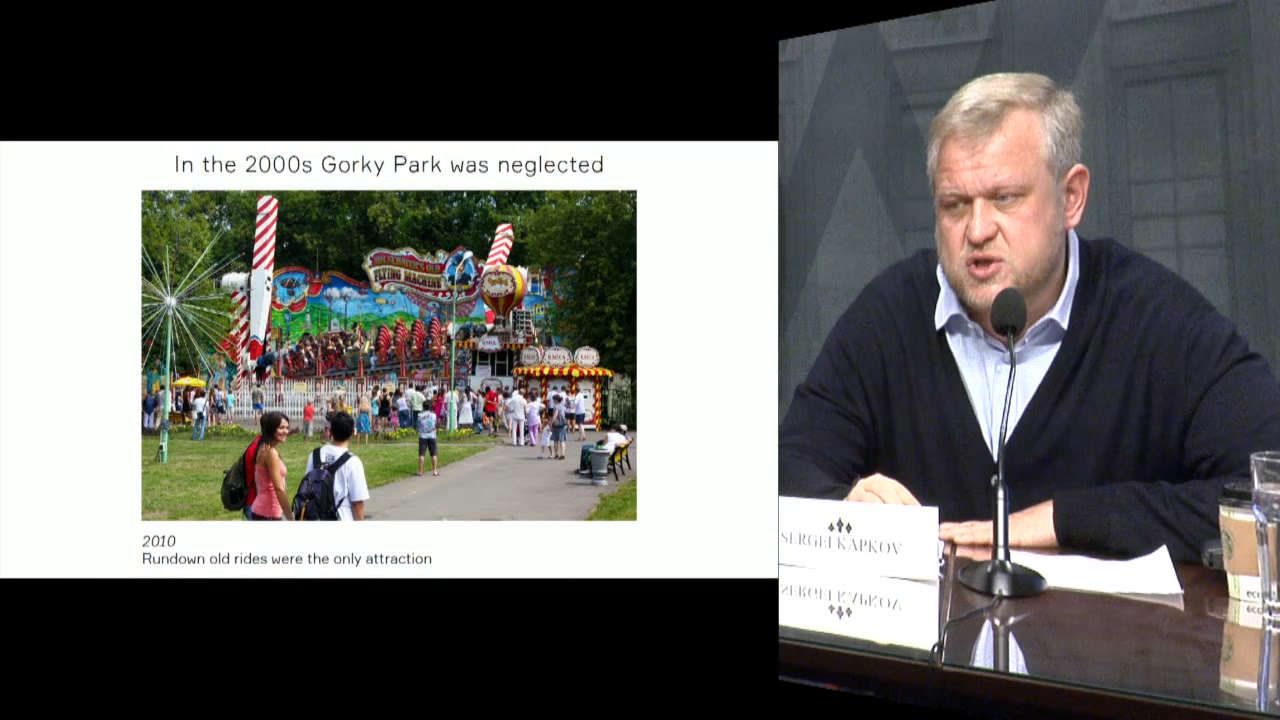 In the 2000s Gorky Park was neglected
FLYING MACHINE
КАССА
2010
Rundown old rides were the only attraction
SERGEI KAPKOV